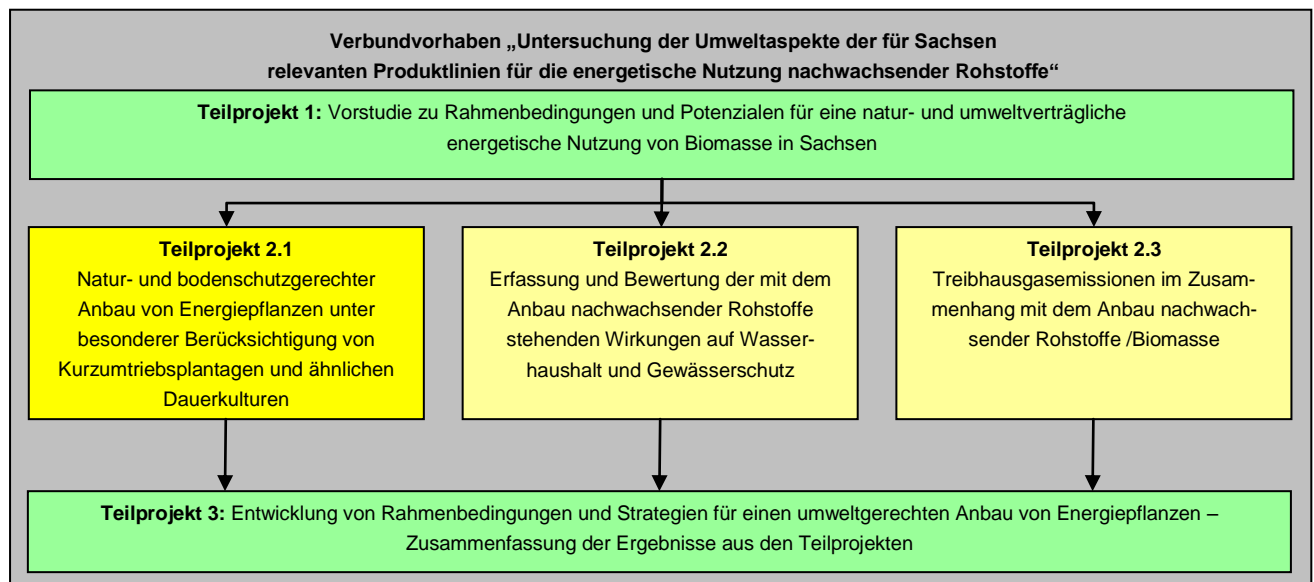 Verbundvorhaben „Untersuchung der Umweltaspekte der für Sachsen
relevanten Produktlinien für die energetische Nutzung nachwachsender Rohstoffe“
Teilprojekt 1: Vorstudie zu Rahmenbedingungen und Potenzialen für eine natur- und umweltverträgliche
energetische Nutzung von Biomasse in Sachsen
Teilprojekt 2.1
Natur- und bodenschutzgerechter
Anbau von Energiepflanzen unter
besonderer Berücksichtigung von
Kurzumtriebsplantagen und ähnlichen
Dauerkulturen
Teilprojekt 2.2
Erfassung und Bewertung der mit dem
Anbau nachwachsender Rohstoffe
stehenden Wirkungen auf Wasser-
haushalt und Gewässerschutz
Teilprojekt 2.3
Treibhausgasemissionen im Zusam-
menhang mit dem Anbau nachwach-
sender Rohstoffe /Biomasse
Teilprojekt 3: Entwicklung von Rahmenbedingungen und Strategien für einen umweltgerechten Anbau von Energiepflanzen –
Zusammenfassung der Ergebnisse aus den Teilprojekten